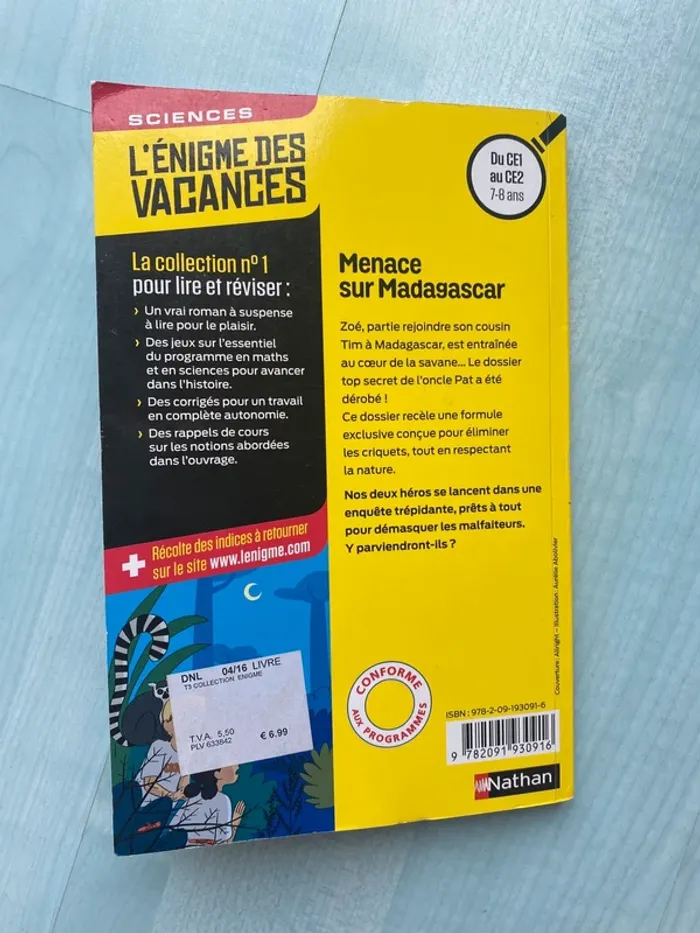 SCIENCES
L'ÉNIGME DES
VACANCES
Du CE1
au CE2
7-8 ans
La collection nº 1
pour lire et réviser :
› Un vrai roman à suspense
à lire pour le plaisir.
› Des jeux sur l'essentiel
du programme en maths
et en sciences pour avancer
dans l'histoire.
› Des corrigés pour un travail
en complète autonomie.
› Des rappels de cours
sur les notions abordées
dans l'ouvrage.
+ Récolte des indices à retourner
sur le site www.lenigme.com
DNL 04/16 LIVRE
T3 COLLECTION ENIGME
T.V.A. 5,50
PLV 633642
€ 6.99
Menace
sur Madagascar
Zoé, partie rejoindre son cousin
Tim à Madagascar, est entraînée
au cœur de la savane... Le dossier
top secret de l'oncle Pat a été
dérobé !
Ce dossier recèle une formule
exclusive conçue pour éliminer
les criquets, tout en respectant
la nature.
Nos deux héros se lancent dans une
enquête trépidante, prêts à tout
pour démasquer les malfaiteurs.
Y parviendront-ils ?
Couverture : Allright – Illustration : Aurélie Abolivier
CONFORME
AUX PROGRAMMES
ISBN : 978-2-09-193091-6
9 782091 930916
Nathan